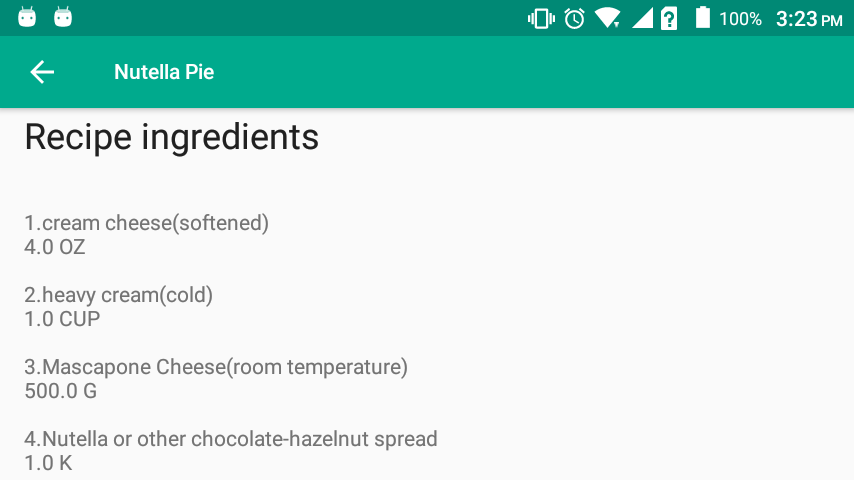 100% 3:23 PM
Nutella Pie
Recipe ingredients
1.cream cheese(softened)
4.0 OZ
2.heavy cream(cold)
1.0 CUP
3.Mascapone Cheese(room temperature)
500.0 G
4.Nutella or other chocolate-hazelnut spread
1.0 K